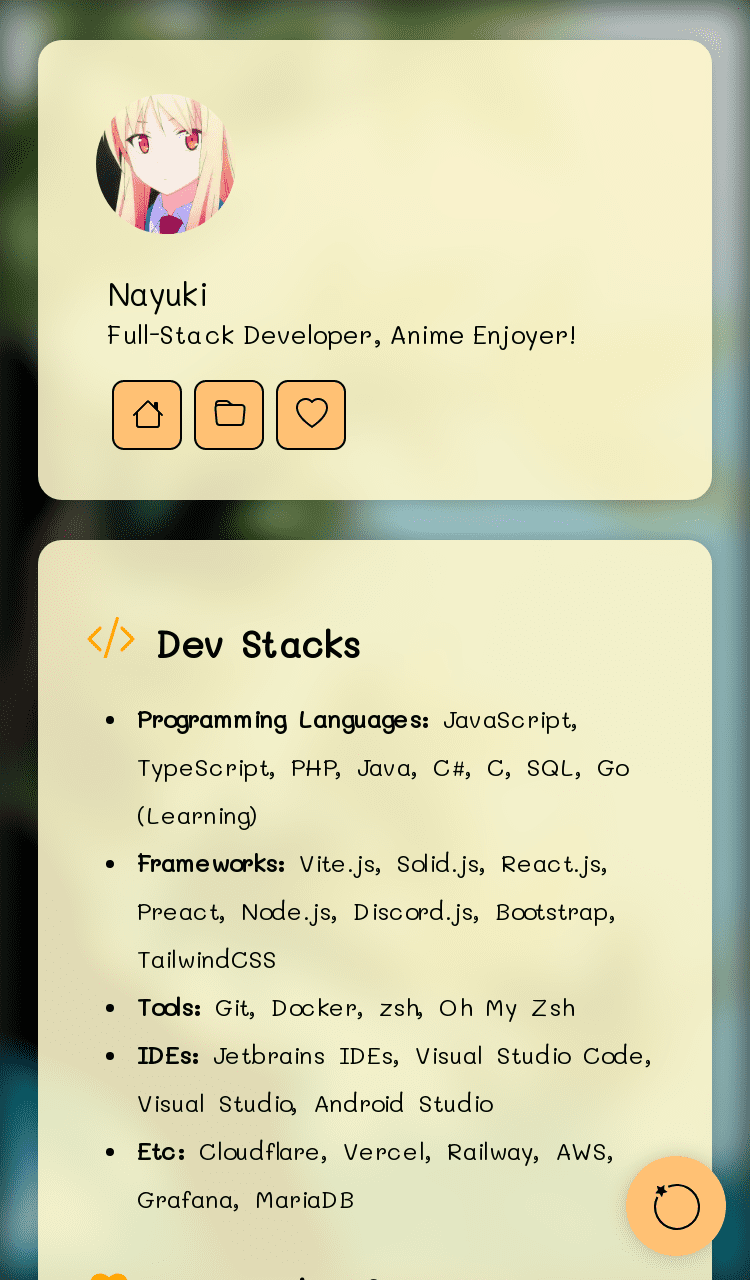 Nayuki
Full-Stack Developer, Anime Enjoyer!
Dev Stacks
Programming Languages: JavaScript,
TypeScript, PHP, Java, C#, C, SQL, Go
(Learning)
Frameworks: Vite.js, Solid.js, React.js,
Preact, Node.js, Discord.js, Bootstrap,
TailwindCSS
Tools: Git, Docker, zsh, Oh My Zsh
IDEs: Jetbrains IDEs, Visual Studio Code,
Visual Studio, Android Studio
Etc: Cloudflare, Vercel, Railway, AWS,
Grafana, MariaDB